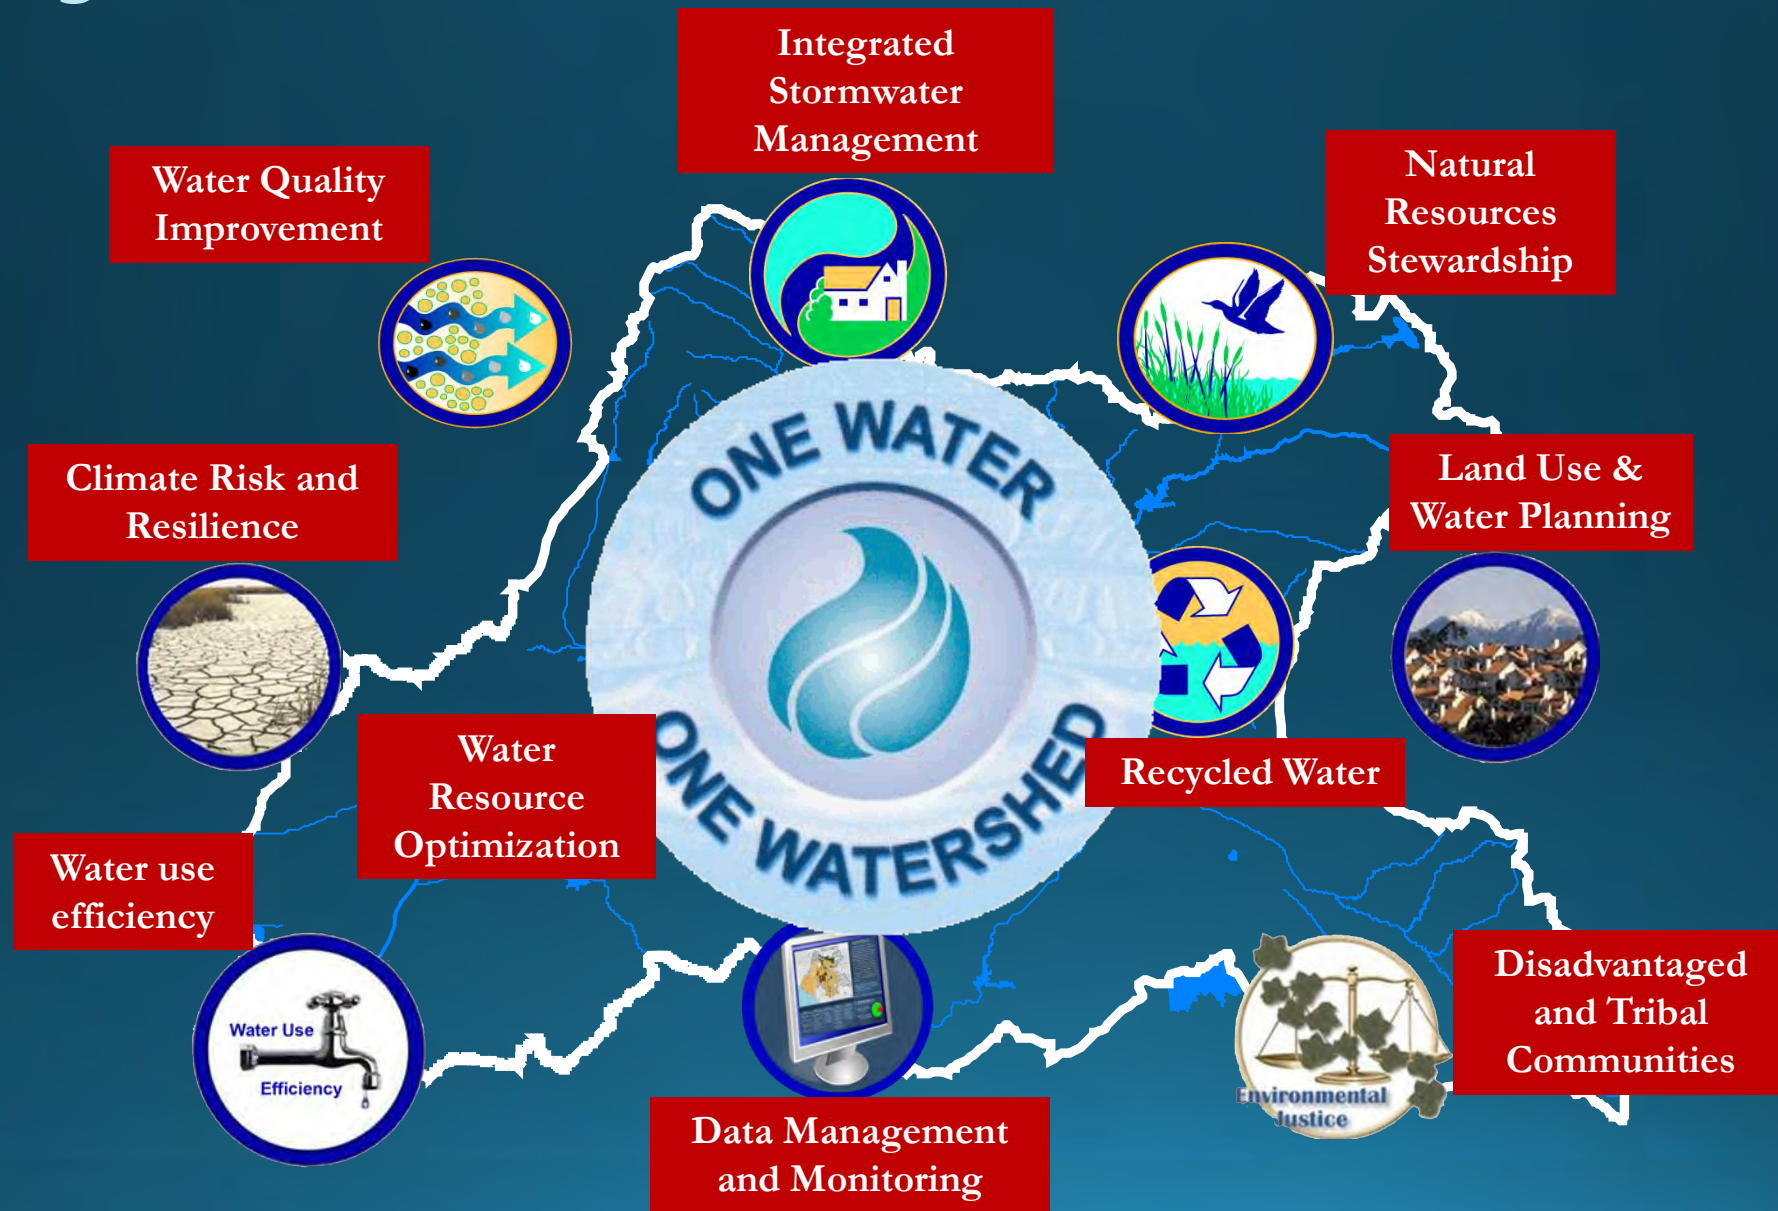 Integrated
Stormwater
Management
Water Quality
Improvement
Natural
Resources
Stewardship
ONE WATER
Climate Risk and
Resilience
Land Use &
Water Planning
Water
Resource
Optimization
Recycled Water
ONE WATERSHED
Water use
efficiency
Disadvantaged
and Tribal
Communities
Water Use
Efficiency
Environmental
Justice
Data Management
and Monitoring